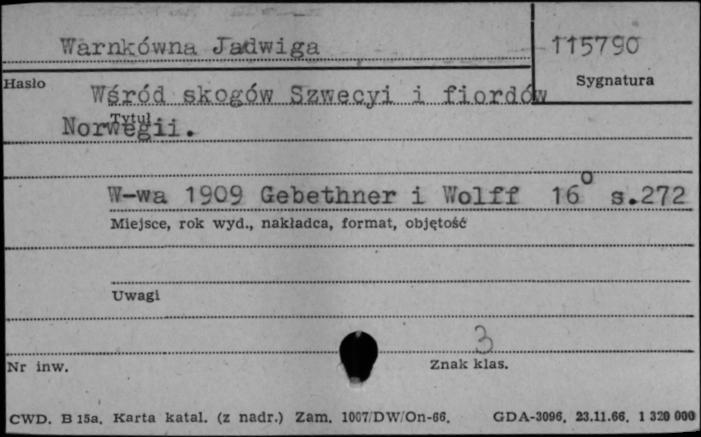 Warnkówna Jadwiga
115790
Hasło
Sygnatura
Wśród skogów Szwecyi i fiordów
Tytuł
Norwegii.
W-wa 1909 Gebethner i Wolff 16° s.272
Miejsce, rok wyd., nakładca, format, objętość
Uwagi
3
Nr inw.
Znak klas.
CWD. B 15a. Karta katal. (z nadr.) Zam. 1007/DW/On-66. GDA-3096. 23.11.66. 1 320 000